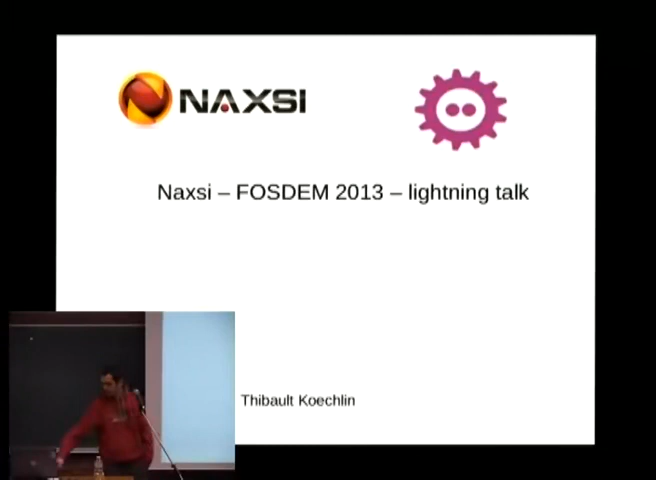 NAXSI
Naxsi – FOSDEM 2013 – lightning talk
Thibault Koechlin